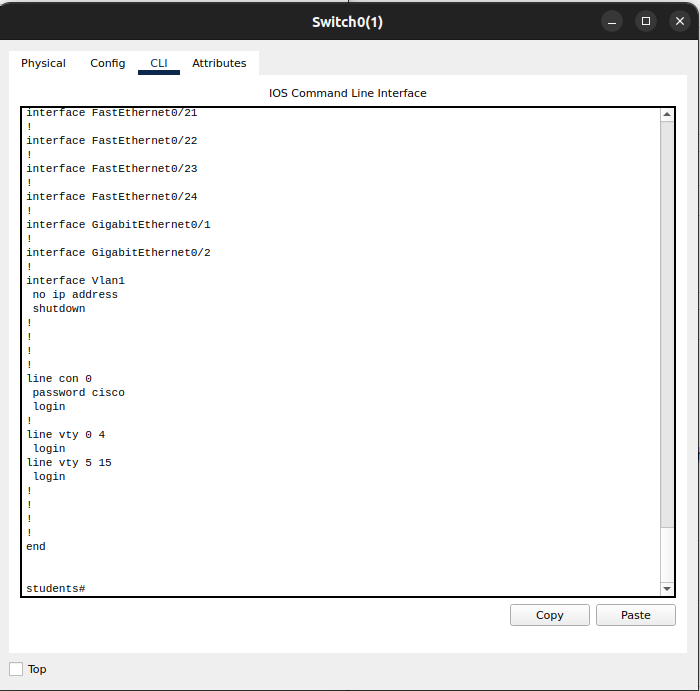 Switch0(1)
Physical Config CLI Attributes
IOS Command Line Interface
interface FastEthernet0/21
!
interface FastEthernet0/22
!
interface FastEthernet0/23
!
interface FastEthernet0/24
!
interface GigabitEthernet0/1
!
interface GigabitEthernet0/2
!
interface Vlan1
 no ip address
 shutdown
!
!
!
!
line con 0
 password cisco
 login
!
line vty 0 4
 login
line vty 5 15
 login
!
!
!
!
end
students#
Copy Paste
Top